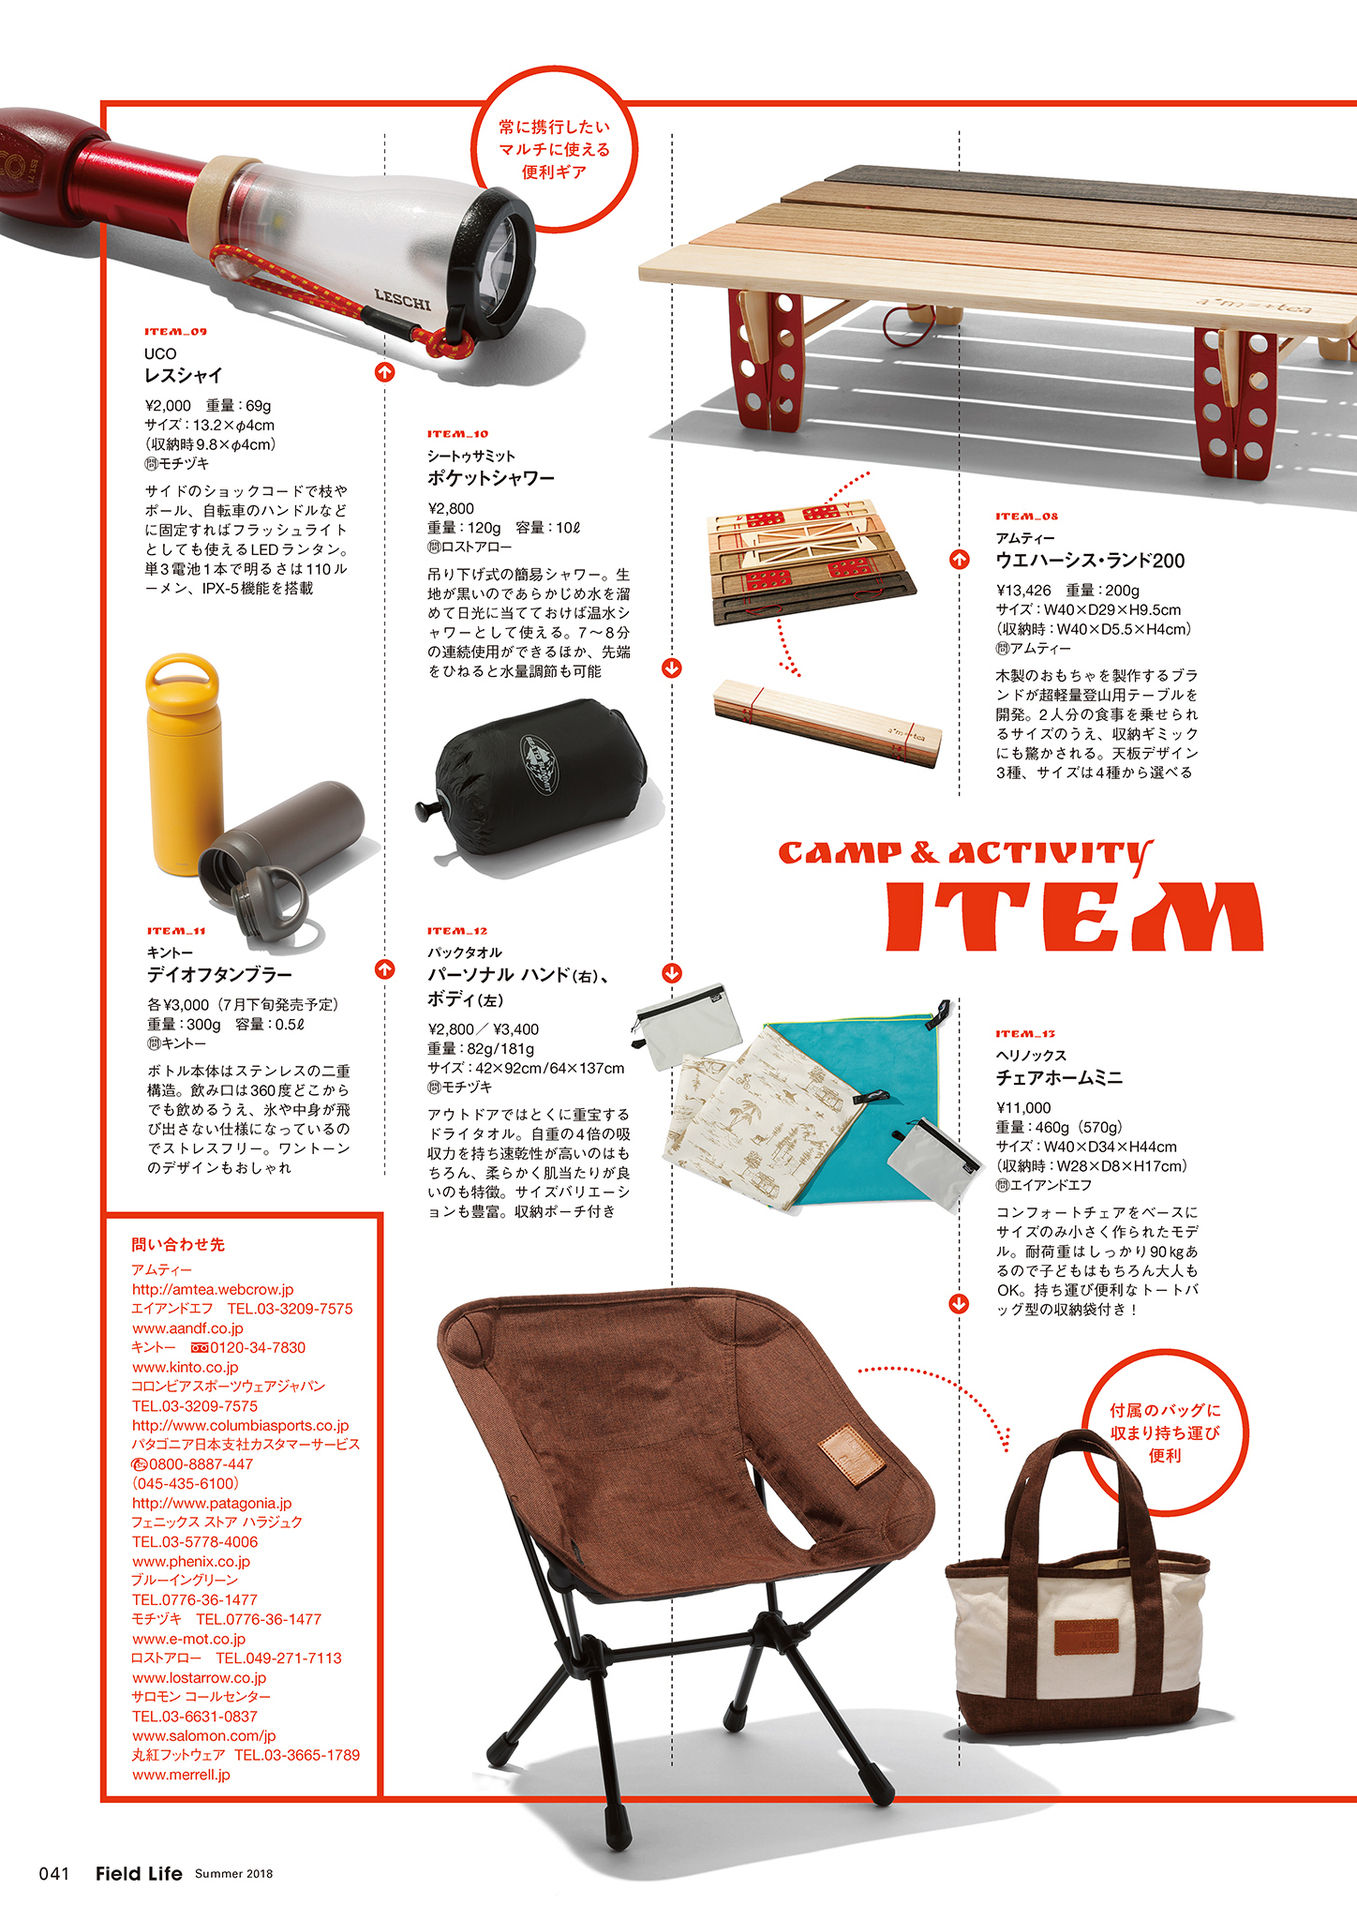 常に携行したい
マルチに使える
便利ギア
EST.71
LESCHI
ITEM_09
UCO
レスシャイ
¥2,000　重量：69g
サイズ：13.2×φ4cm
（収納時9.8×φ4cm）
㉄モチヅキ
サイドのショックコードで枝や
ポール、自転車のハンドルなど
に固定すればフラッシュライト
としても使えるLEDランタン。
単3電池1本で明るさは110ル
ーメン、IPX-5機能を搭載
ITEM_10
シートゥサミット
ポケットシャワー
¥2,800
重量：120g　容量：10ℓ
㉄ロストアロー
吊り下げ式の簡易シャワー。生
地が黒いのであらかじめ水を溜
めて日光に当てておけば温水シ
ャワーとして使える。7〜8分
の連続使用ができるほか、先端
をひねると水量調節も可能
a*m=+tea
ITEM_08
アムティー
ウエハーシス・ランド200
¥13,426　重量：200g
サイズ：W40×D29×H9.5cm
（収納時：W40×D5.5×H4cm）
㉄アムティー
木製のおもちゃを製作するブラ
ンドが超軽量登山用テーブルを
開発。2人分の食事を乗せられ
るサイズのうえ、収納ギミック
にも驚かされる。天板デザイン
3種、サイズは4種から選べる
a*m=+tea
SEA TO SUMMIT
CAMP & ACTIVITY
ITEM
ITEM_11
キントー
デイオフタンブラー
各¥3,000（7月下旬発売予定）
重量：300g　容量：0.5ℓ
㉄キントー
ボトル本体はステンレスの二重
構造。飲み口は360度どこから
でも飲めるうえ、氷や中身が飛
び出さない仕様になっているの
でストレスフリー。ワントーン
のデザインもおしゃれ
ITEM_12
パックタオル
パーソナル ハンド（右）、
ボディ（左）
¥2,800／ ¥3,400
重量：82g/181g
サイズ：42×92cm/64×137cm
㉄モチヅキ
アウトドアではとくに重宝する
ドライタオル。自重の4倍の吸
収力を持ち速乾性が高いのはも
ちろん、柔らかく肌当たりが良
いのも特徴。サイズバリエーシ
ョンも豊富。収納ポーチ付き
ITEM_13
ヘリノックス
チェアホームミニ
¥11,000
重量：460g（570g）
サイズ：W40×D34×H44cm
（収納時：W28×D8×H17cm）
㉄エイアンドエフ
コンフォートチェアをベースに
サイズのみ小さく作られたモデ
ル。耐荷重はしっかり90kgあ
るので子どもはもちろん大人も
OK。持ち運び便利なトートバ
ッグ型の収納袋付き！
付属のバッグに
収まり持ち運び
便利
問い合わせ先
アムティー
http://amtea.webcrow.jp
エイアンドエフ　TEL.03-3209-7575
www.aandf.co.jp
キントー　0120-34-7830
www.kinto.co.jp
コロンビアスポーツウェアジャパン
TEL.03-3209-7575
http://www.columbiasports.co.jp
パタゴニア日本支社カスタマーサービス
0800-8887-447
（045-435-6100）
http://www.patagonia.jp
フェニックス ストア ハラジュク
TEL.03-5778-4006
www.phenix.co.jp
ブルーイングリーン
TEL.0776-36-1477
モチヅキ　TEL.0776-36-1477
www.e-mot.co.jp
ロストアロー　TEL.049-271-7113
www.lostarrow.co.jp
サロモン コールセンター
TEL.03-6631-0837
www.salomon.com/jp
丸紅フットウェア　TEL.03-3665-1789
www.merrell.jp
041 Field Life Summer 2018